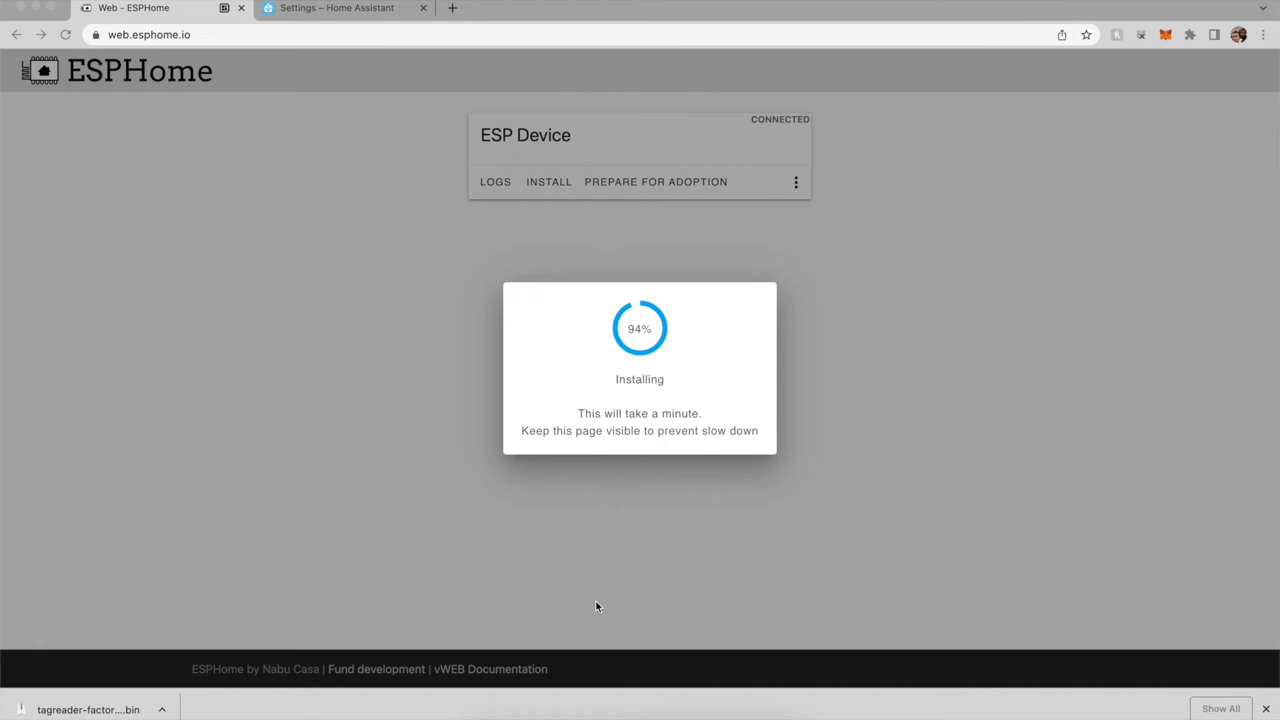 Web - ESPHome
Settings – Home Assistant
web.esphome.io
ESPHome
CONNECTED
ESP Device
LOGS INSTALL PREPARE FOR ADOPTION
94%
Installing
This will take a minute.
Keep this page visible to prevent slow down
ESPHome by Nabu Casa | Fund development | vWEB Documentation
tagreader-factor....bin
Show All